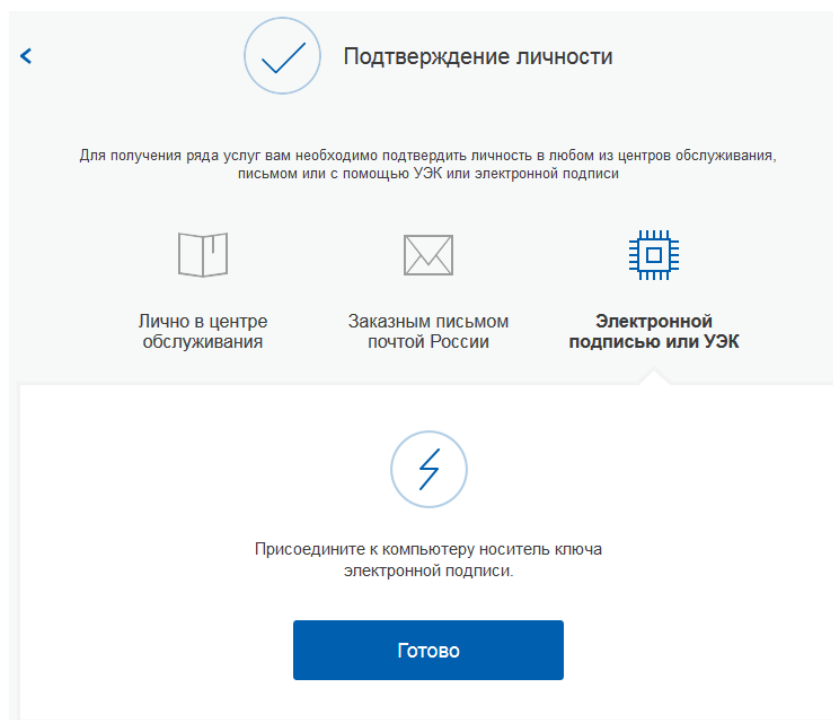 Подтверждение личности
Для получения ряда услуг вам необходимо подтвердить личность в любом из центров обслуживания,
письмом или с помощью УЭК или электронной подписи
Лично в центре
обслуживания
Заказным письмом
почтой России
Электронной
подписью или УЭК
Присоедините к компьютеру носитель ключа
электронной подписи.
Готово